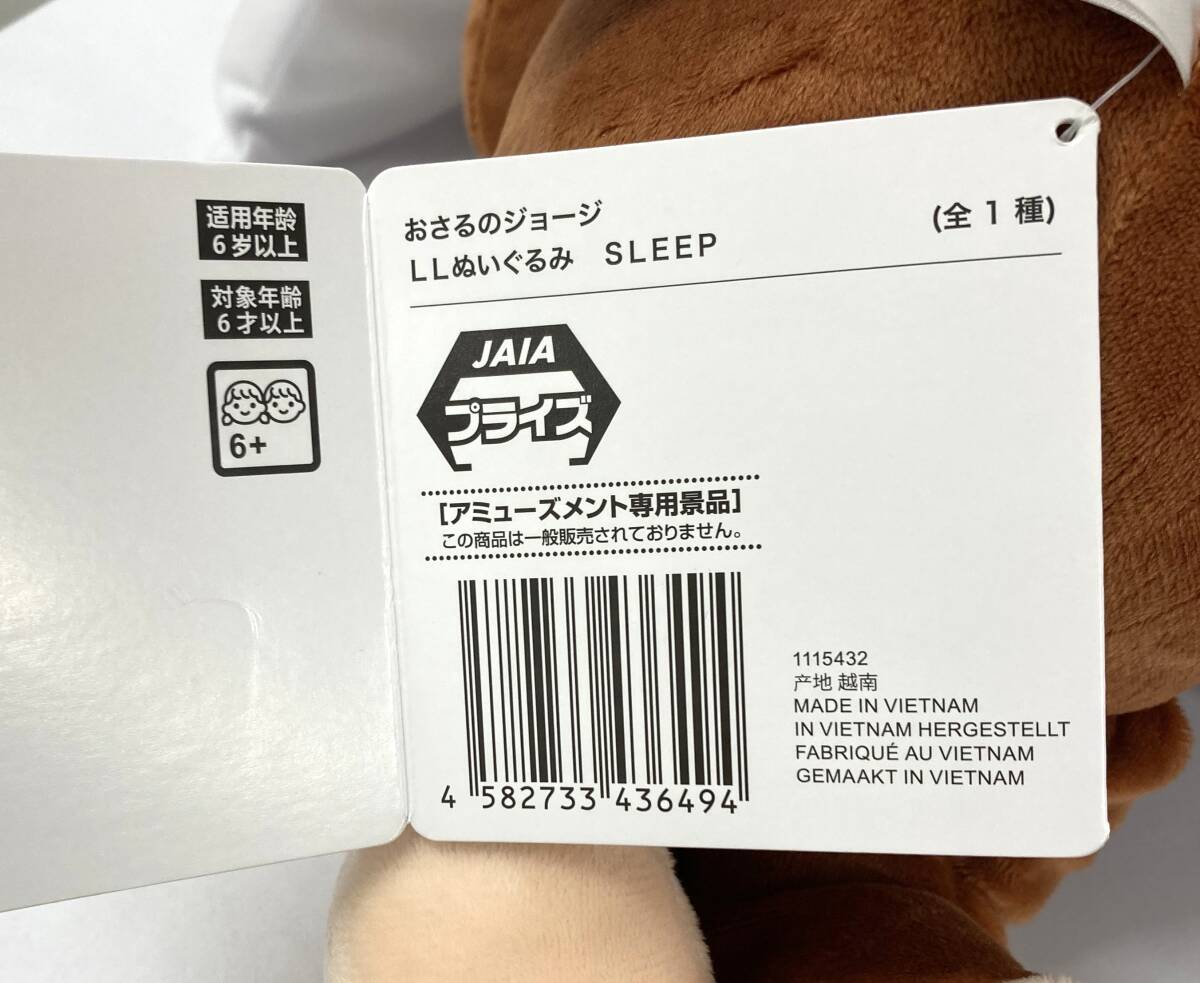 适用年龄
6岁以上
対象年齢
6才以上
6+
おさるのジョージ
LLぬいぐるみ SLEEP
(全1種)
JAIA
プライズ
[アミューズメント専用景品]
この商品は一般販売されておりません。
4 582733 436494
1115432
产地 越南
MADE IN VIETNAM
IN VIETNAM HERGESTELLT
FABRIQUÉ AU VIETNAM
GEMAAKT IN VIETNAM